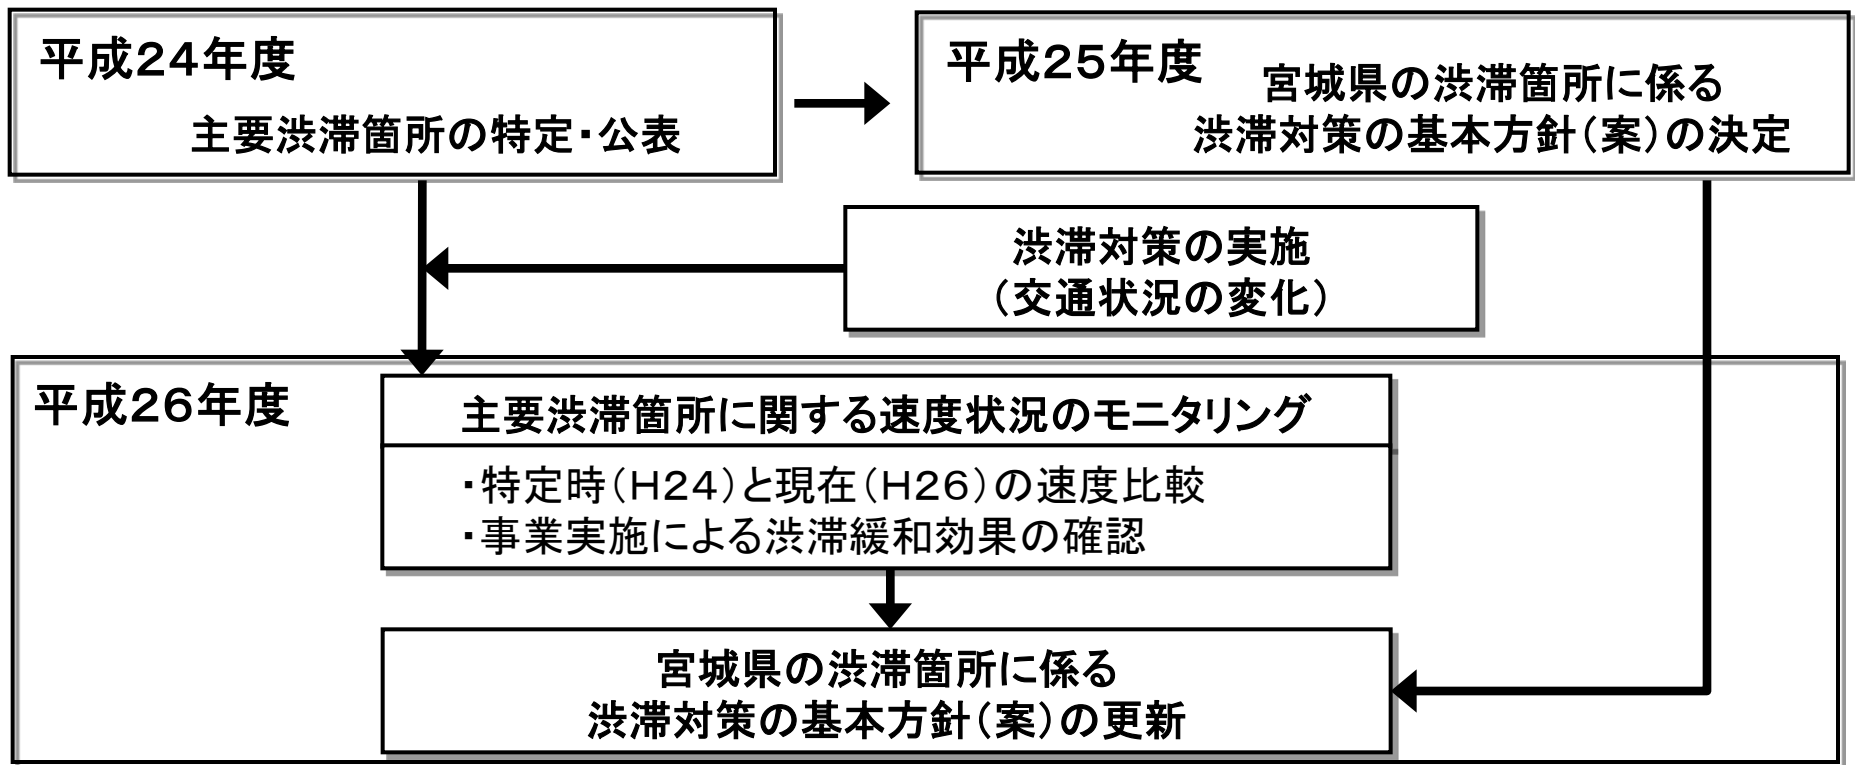 平成24年度
主要渋滞箇所の特定・公表
平成25年度
宮城県の渋滞箇所に係る
渋滞対策の基本方針（案）の決定
渋滞対策の実施
（交通状況の変化）
平成26年度
主要渋滞箇所に関する速度状況のモニタリング
・特定時（H24）と現在（H26）の速度比較
・事業実施による渋滞緩和効果の確認
宮城県の渋滞箇所に係る
渋滞対策の基本方針（案）の更新